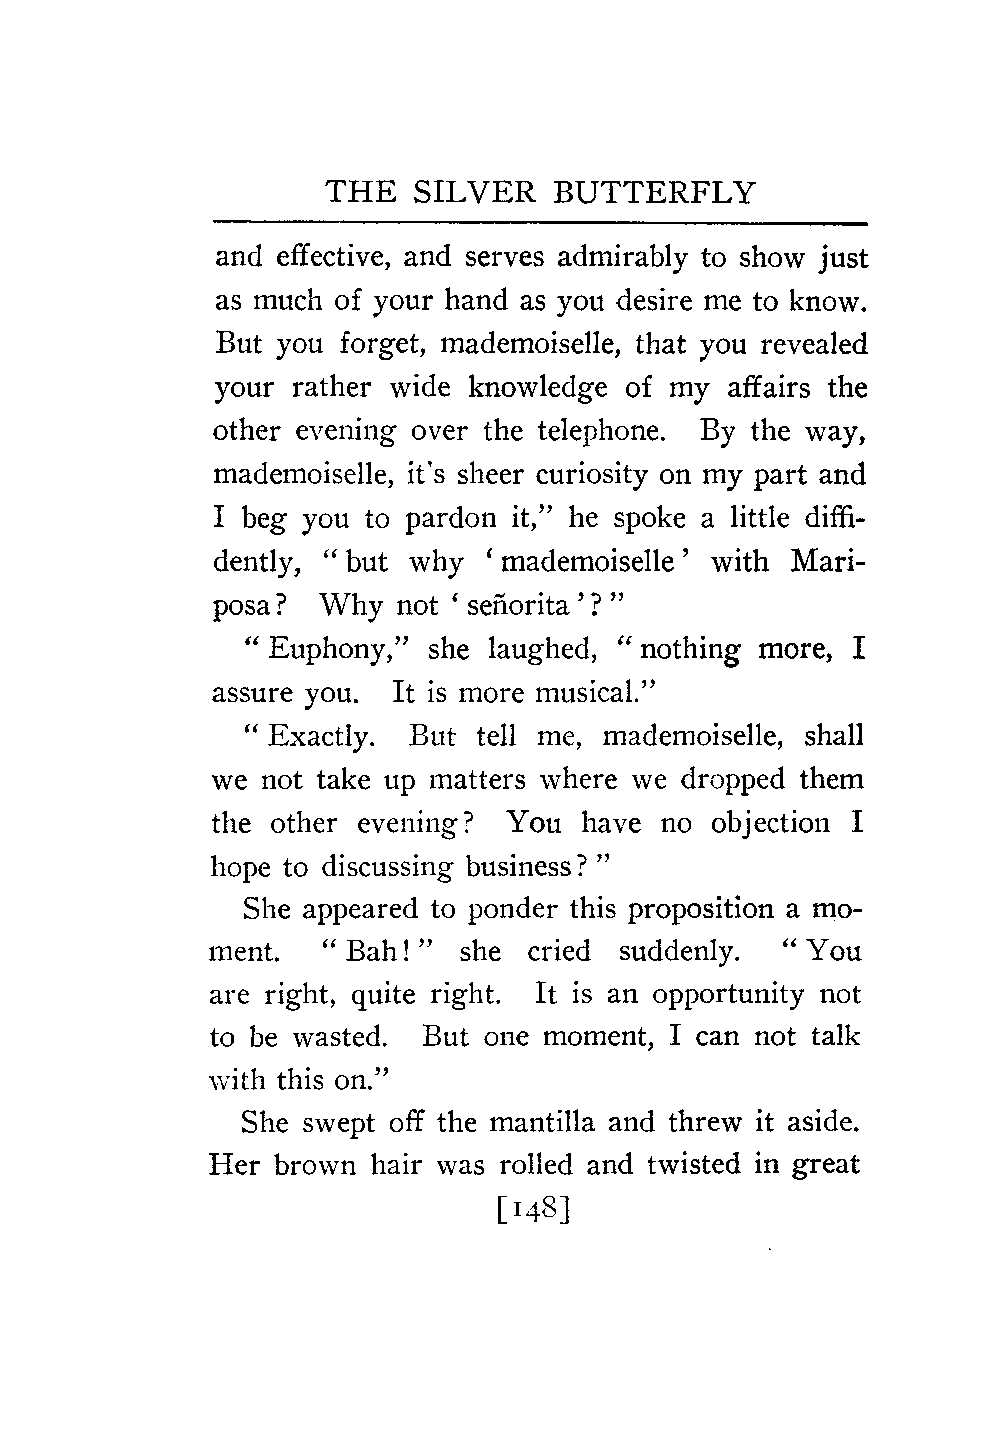 THE SILVER BUTTERFLY
and effective, and serves admirably to show just
as much of your hand as you desire me to know.
But you forget, mademoiselle, that you revealed
your rather wide knowledge of my affairs the
other evening over the telephone. By the way,
mademoiselle, it's sheer curiosity on my part and
I beg you to pardon it,” he spoke a little diffi-
dently, “ but why ‘ mademoiselle ’ with Mari-
posa? Why not ‘ señorita ’? ”
“ Euphony,” she laughed, “ nothing more, I
assure you. It is more musical.”
“ Exactly. But tell me, mademoiselle, shall
we not take up matters where we dropped them
the other evening? You have no objection I
hope to discussing business? ”
She appeared to ponder this proposition a mo-
ment. “ Bah! ” she cried suddenly. “ You
are right, quite right. It is an opportunity not
to be wasted. But one moment, I can not talk
with this on.”
She swept off the mantilla and threw it aside.
Her brown hair was rolled and twisted in great
[148]